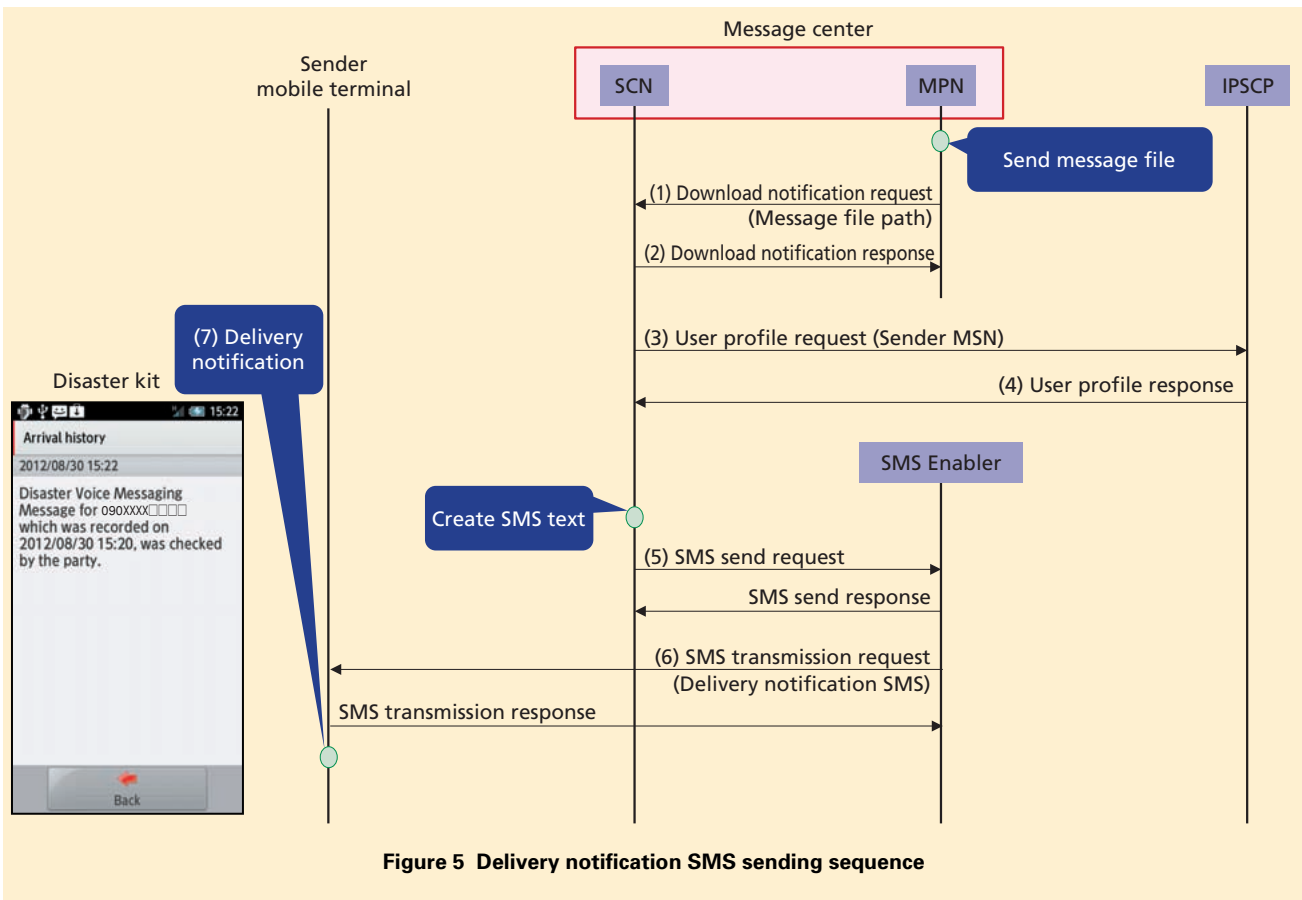 Message center
Sender
mobile terminal
SCN
MPN
IPSCP
Send message file
(1) Download notification request
(Message file path)
(2) Download notification response
(7) Delivery
notification
(3) User profile request (Sender MSN)
(4) User profile response
Disaster kit
15:22
Arrival history
2012/08/30 15:22
Disaster Voice Messaging
Message for 090XXXX□□□□
which was recorded on
2012/08/30 15:20, was checked
by the party.
Back
SMS Enabler
Create SMS text
(5) SMS send request
SMS send response
(6) SMS transmission request
(Delivery notification SMS)
SMS transmission response
Figure 5 Delivery notification SMS sending sequence